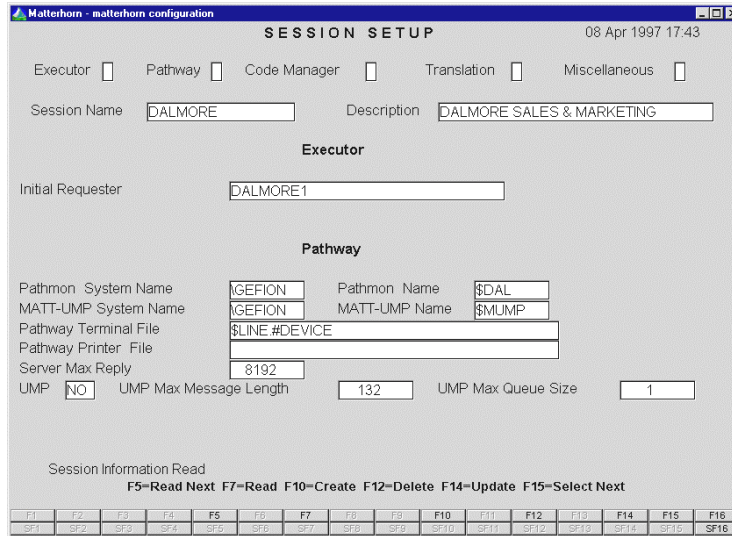 Matterhorn - matterhorn configuration
SESSION SETUP 08 Apr 1997 17:43
Executor Pathway Code Manager Translation Miscellaneous
Session Name DALMORE Description DALMORE SALES & MARKETING
Executor
Initial Requester DALMORE1
Pathway
Pathmon System Name \GEFION Pathmon Name $DAL
MATT-UMP System Name \GEFION MATT-UMP Name $MUMP
Pathway Terminal File $LINE.#DEVICE
Pathway Printer File
Server Max Reply 8192
UMP NO UMP Max Message Length 132 UMP Max Queue Size 1
Session Information Read
F5=Read Next F7=Read F10=Create F12=Delete F14=Update F15=Select Next
F1 F2 F3 F4 F5 F6 F7 F8 F9 F10 F11 F12 F13 F14 F15 F16
SF1 SF2 SF3 SF4 SF5 SF6 SF7 SF8 SF9 SF10 SF11 SF12 SF13 SF14 SF15 SF16